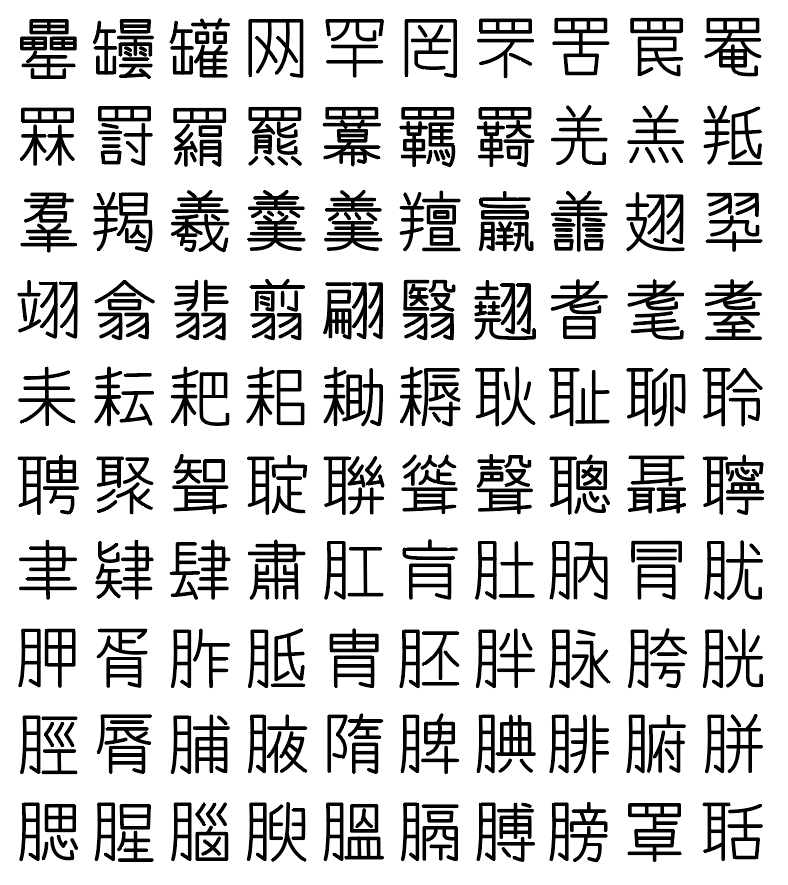 罍罎罐网罕罔罘罟罠罨
罧罸羂羆羃羈羇羌羔羝
羣羯羲羹羮羶羸譱翅翆
翊翕翡翦翩翳翹耆耄耋
耒耘耙耜耡耨耿耻聊聆
聘聚聟聢聨聳聲聰聶聹
聿肄肆肅肛肓肚肭冐肬
胛胥胙胝胄胚胖脉胯胱
脛脣脯腋隋脾腆腓腑胼
腮腥腦腴膃膈膊膀罩聒